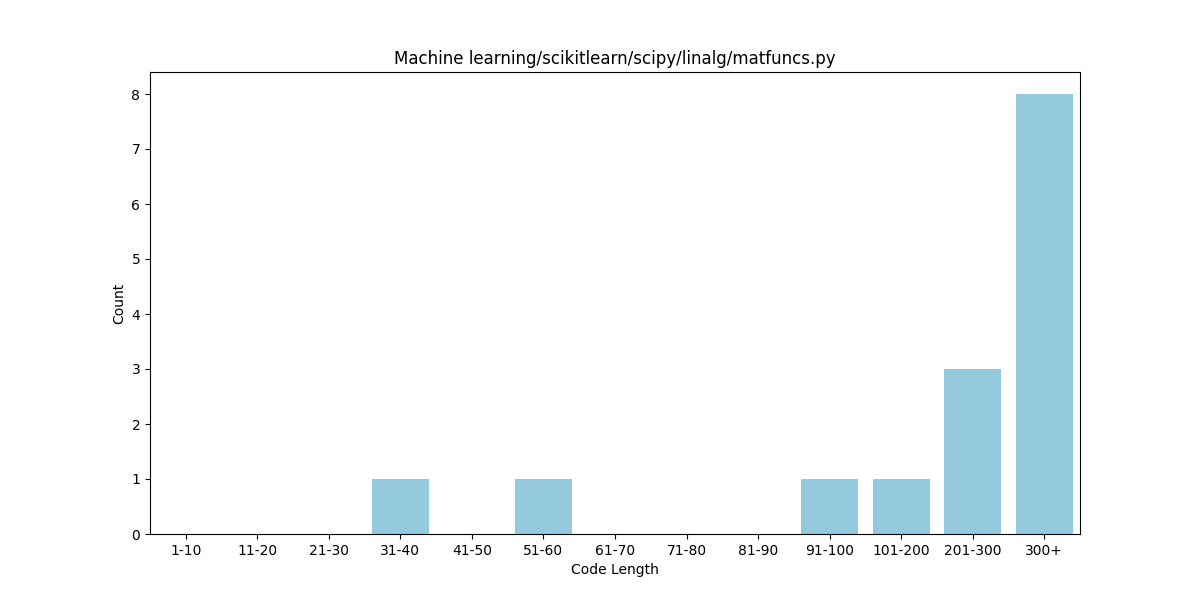 Machine learning/scikitlearn/scipy/linalg/matfuncs.py
8
7
6
5
4
3
2
1
0
Count
1-10 11-20 21-30 31-40 41-50 51-60 61-70 71-80 81-90 91-100 101-200 201-300 300+
Code Length